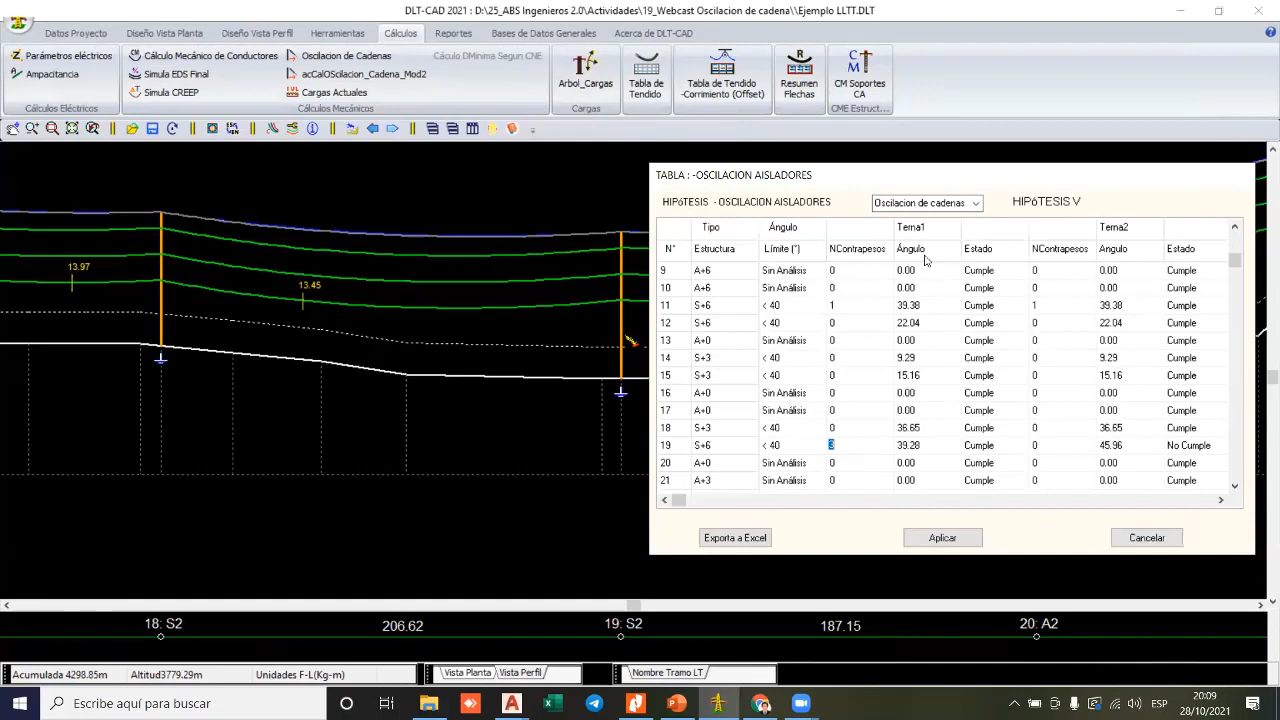 DLT-CAD 2021 : D:\25_ABS Ingenieros 2.0\Actividades\19_Webcast Oscilacion de cadena\\Ejemplo LLTT.DLT
Datos Proyecto Diseño Vista Planta Diseño Vista Perfil Herramientas Cálculos Reportes Bases de Datos Generales Acerca de DLT-CAD
Parámetros eléctricos Cálculo Mecánico de Conductores Oscilacion de Cadenas Cáculo DMinima Segun CNE
Ampacitancia Simula EDS Final acCalOScilacion_Cadena_Mod2
Simula CREEP Cargas Actuales
Arbol_Cargas
Tabla de Tendido
Tabla de Tendido -Corrimiento (Offset)
Resumen Flechas
CM Soportes CA
Cálculos Eléctricos Cálculos Mecánicos Cargas CME Estruct...
TABLA : -OSCILACION AISLADORES
HIPóTESIS - OSCILACION AISLADORES Oscilacion de cadenas HIPóTESIS V
Tipo Ángulo Terna1 Terna2
N° Estructura Límite (°) NContrapesos Ángulo Estado NContrapesos Angulo Estado
9 A+6 Sin Análisis 0 0.00 Cumple 0 0.00 Cumple
10 A+6 Sin Análisis 0 0.00 Cumple 0 0.00 Cumple
11 S+6 < 40 1 39.38 Cumple 1 39.38 Cumple
12 S+6 < 40 0 22.04 Cumple 0 22.04 Cumple
13 A+0 Sin Análisis 0 0.00 Cumple 0 0.00 Cumple
14 S+3 < 40 0 9.29 Cumple 0 9.29 Cumple
15 S+3 < 40 0 15.16 Cumple 0 15.16 Cumple
16 A+0 Sin Análisis 0 0.00 Cumple 0 0.00 Cumple
17 A+0 Sin Análisis 0 0.00 Cumple 0 0.00 Cumple
18 S+3 < 40 0 36.65 Cumple 0 36.65 Cumple
19 S+6 < 40 3 39.28 Cumple 0 45.96 No Cumple
20 A+0 Sin Análisis 0 0.00 Cumple 0 0.00 Cumple
21 A+3 Sin Análisis 0 0.00 Cumple 0 0.00 Cumple
Exporta a Excel Aplicar Cancelar
13.97
13.45
18: S2 206.62 19: S2 187.15 20: A2
Acumulada 4298.85m Altitud3779.29m Unidades F-L(Kg-m) Vista Planta Vista Perfil Nombre Tramo LT
Escribe aquí para buscar
ESP
20:09
28/10/2021